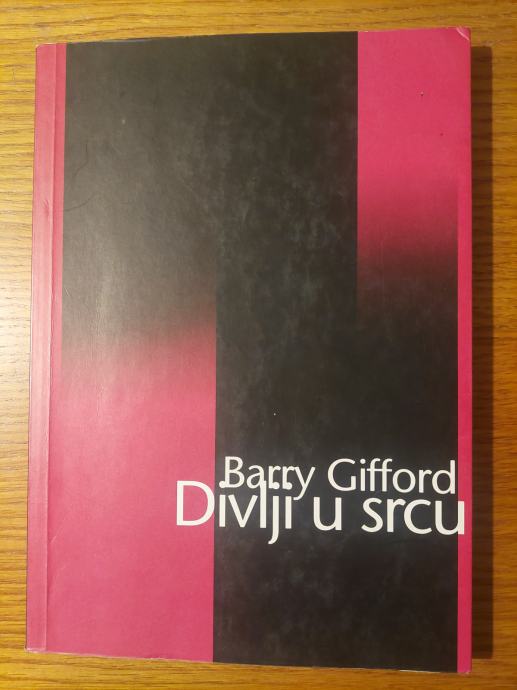 Barry Gifford
Divlji u srcu